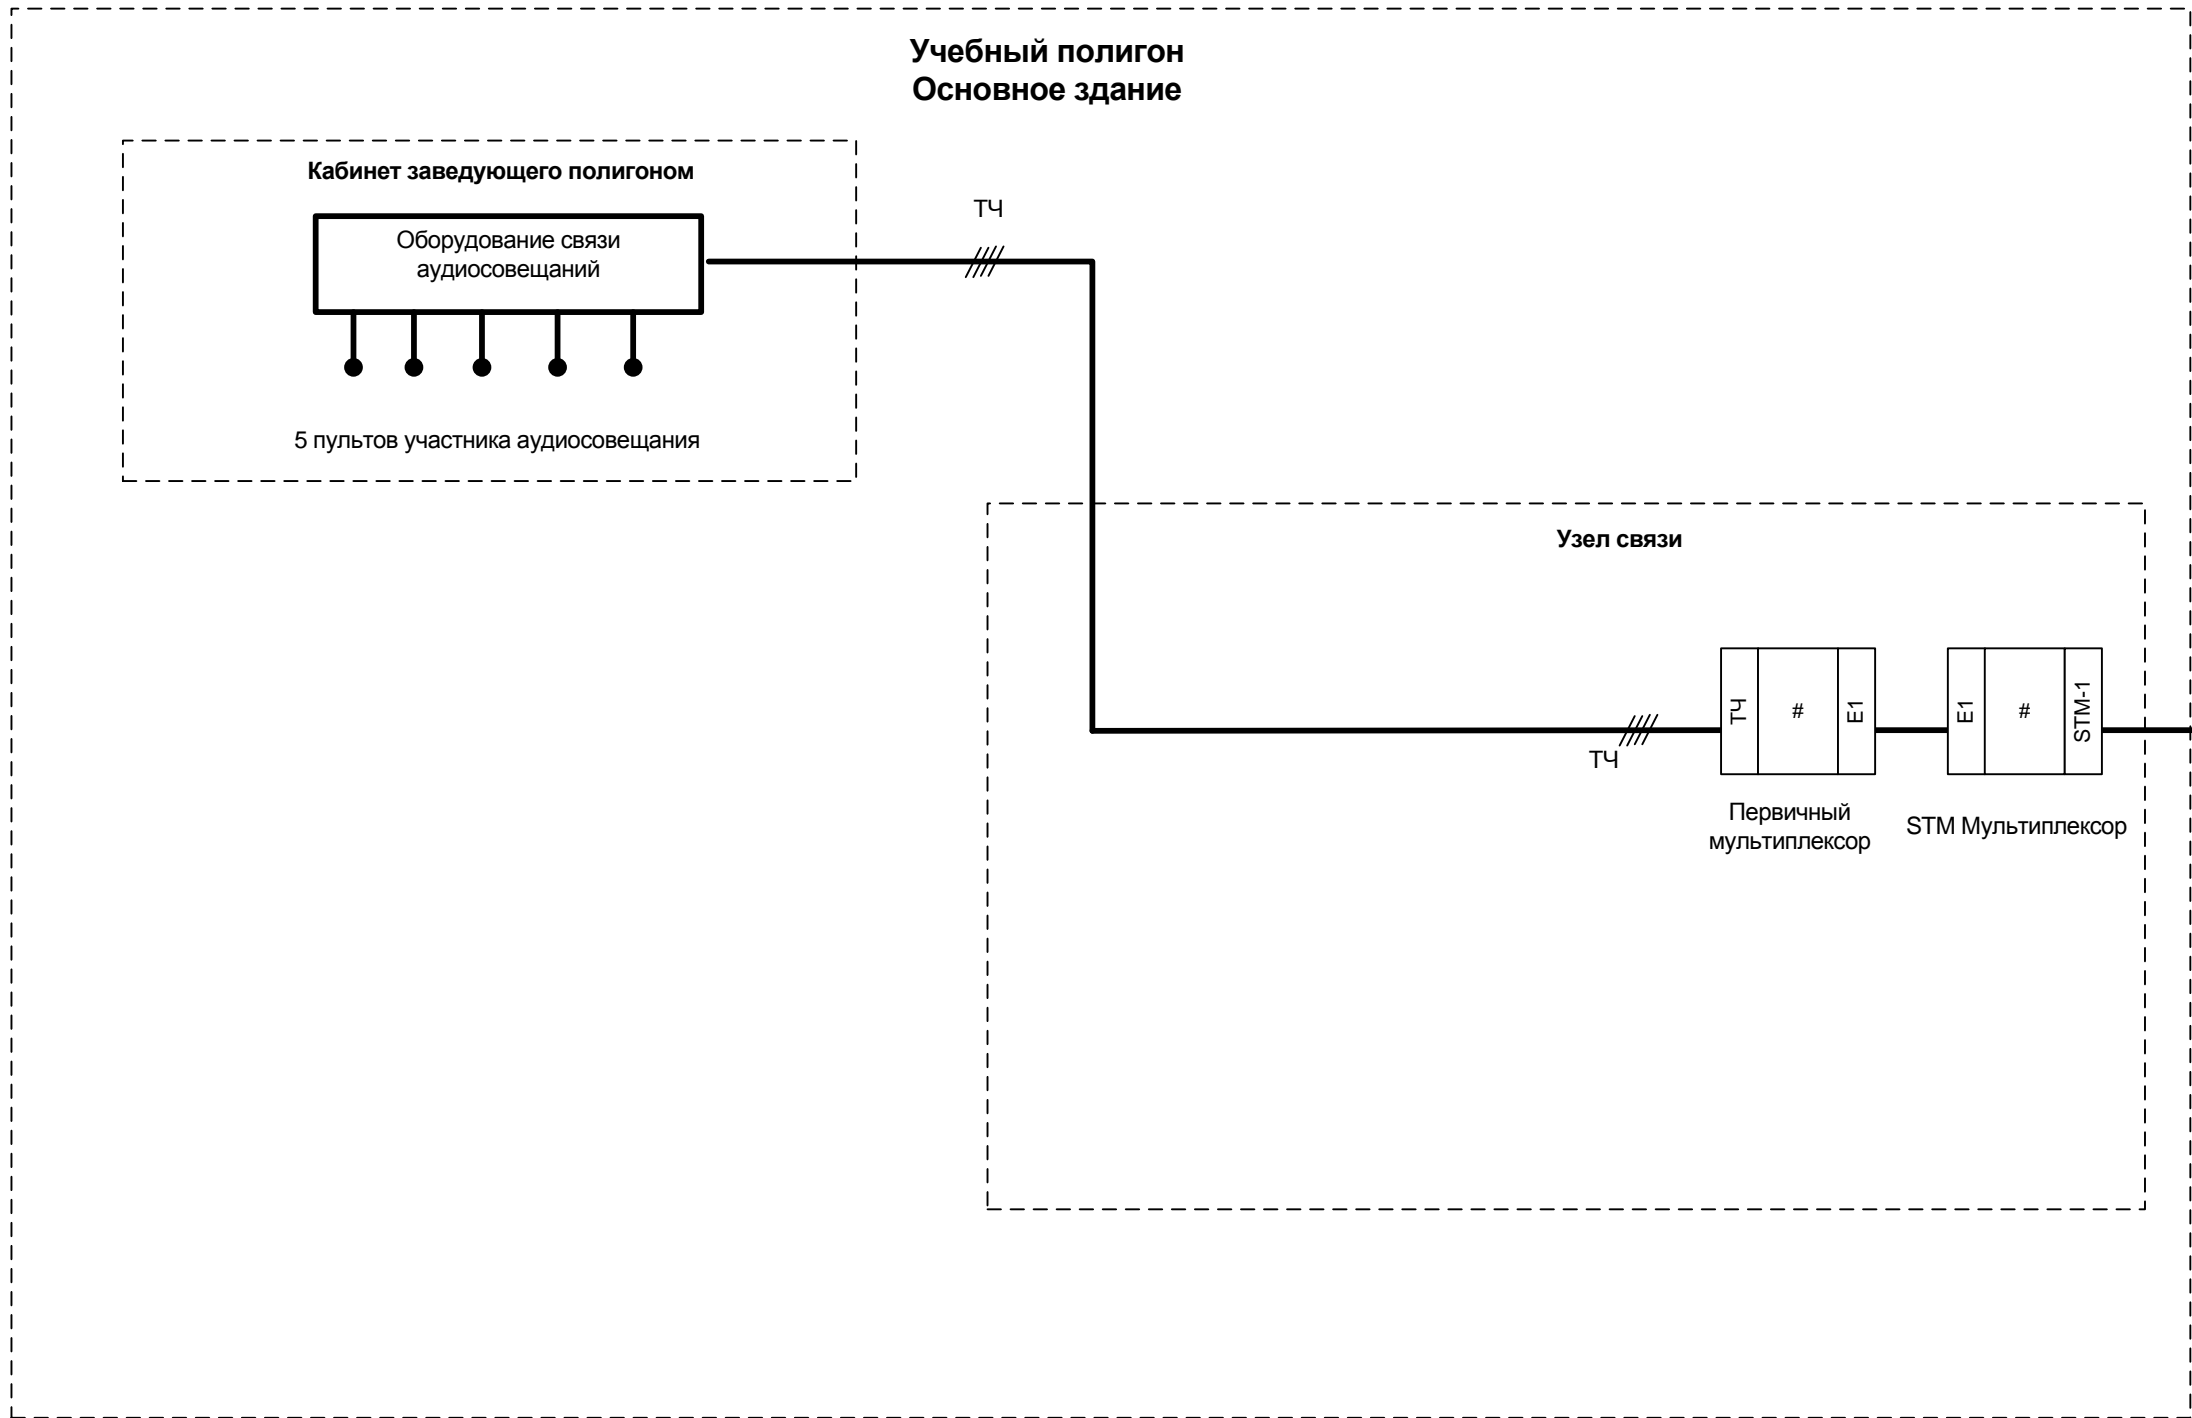 Учебный полигон
Основное здание
Кабинет заведующего полигоном
Оборудование связи
аудиосовещаний
5 пультов участника аудиосовещания
ТЧ
Узел связи
ТЧ
ТЧ
#
E1
E1
#
STM-1
Первичный
мультиплексор
STM Мультиплексор